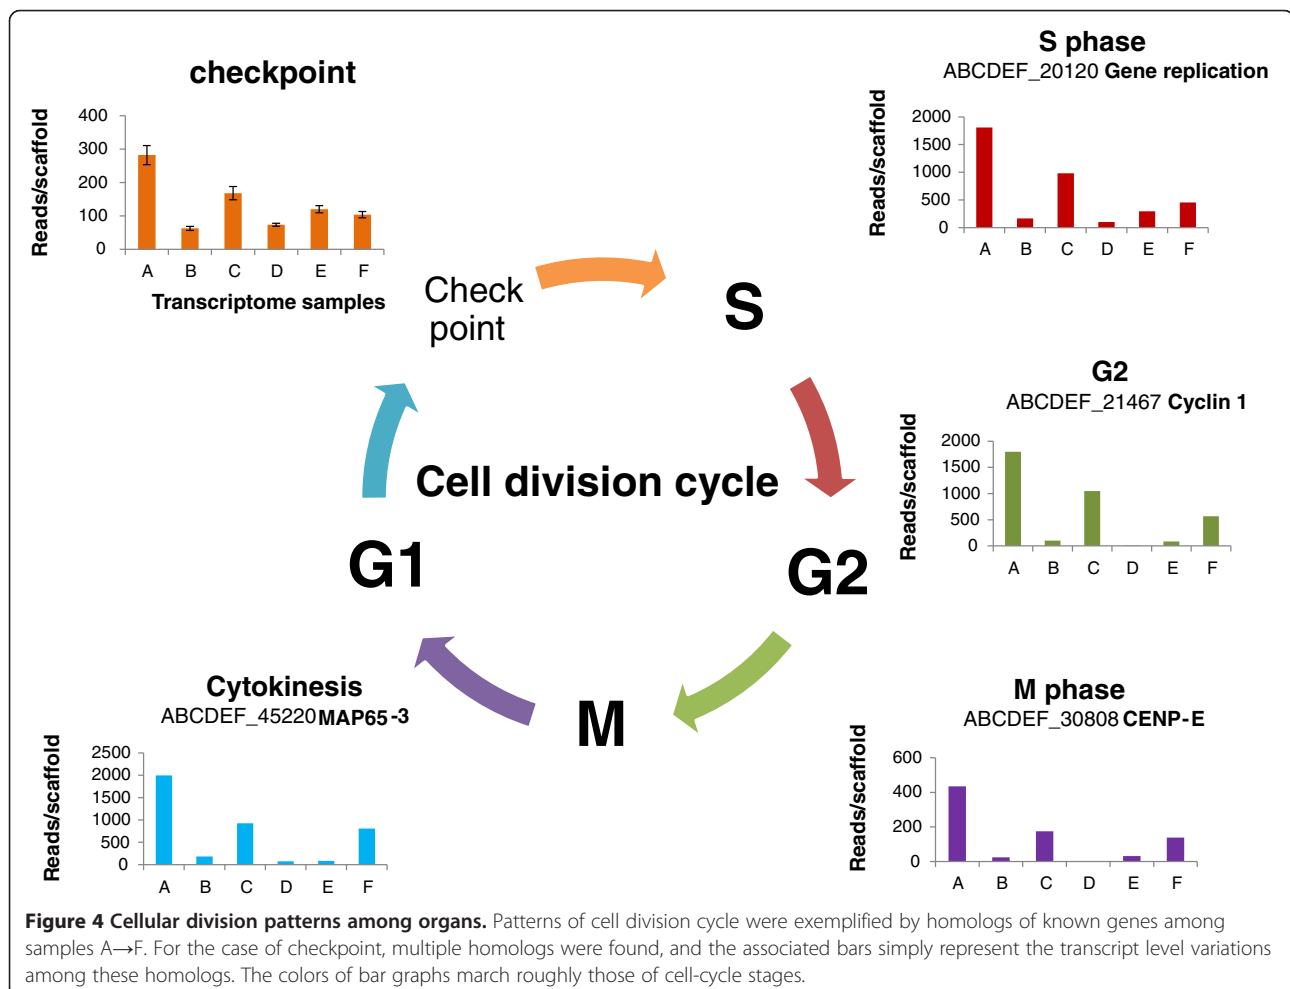 checkpoint
Reads/scaffold
400
300
200
100
0
A B C D E F
Transcriptome samples
S phase
ABCDEF_20120 Gene replication
Reads/scaffold
2000
1500
1000
500
0
A B C D E F
Check
point
S
G2
ABCDEF_21467 Cyclin 1
Reads/scaffold
2000
1500
1000
500
0
A B C D E F
Cell division cycle
G1
G2
Cytokinesis
ABCDEF_45220 MAP65-3
Reads/scaffold
2500
2000
1500
1000
500
0
A B C D E F
M
M phase
ABCDEF_30808 CENP-E
Reads/scaffold
600
400
200
0
A B C D E F
Figure 4 Cellular division patterns among organs. Patterns of cell division cycle were exemplified by homologs of known genes among
samples A→F. For the case of checkpoint, multiple homologs were found, and the associated bars simply represent the transcript level variations
among these homologs. The colors of bar graphs march roughly those of cell-cycle stages.